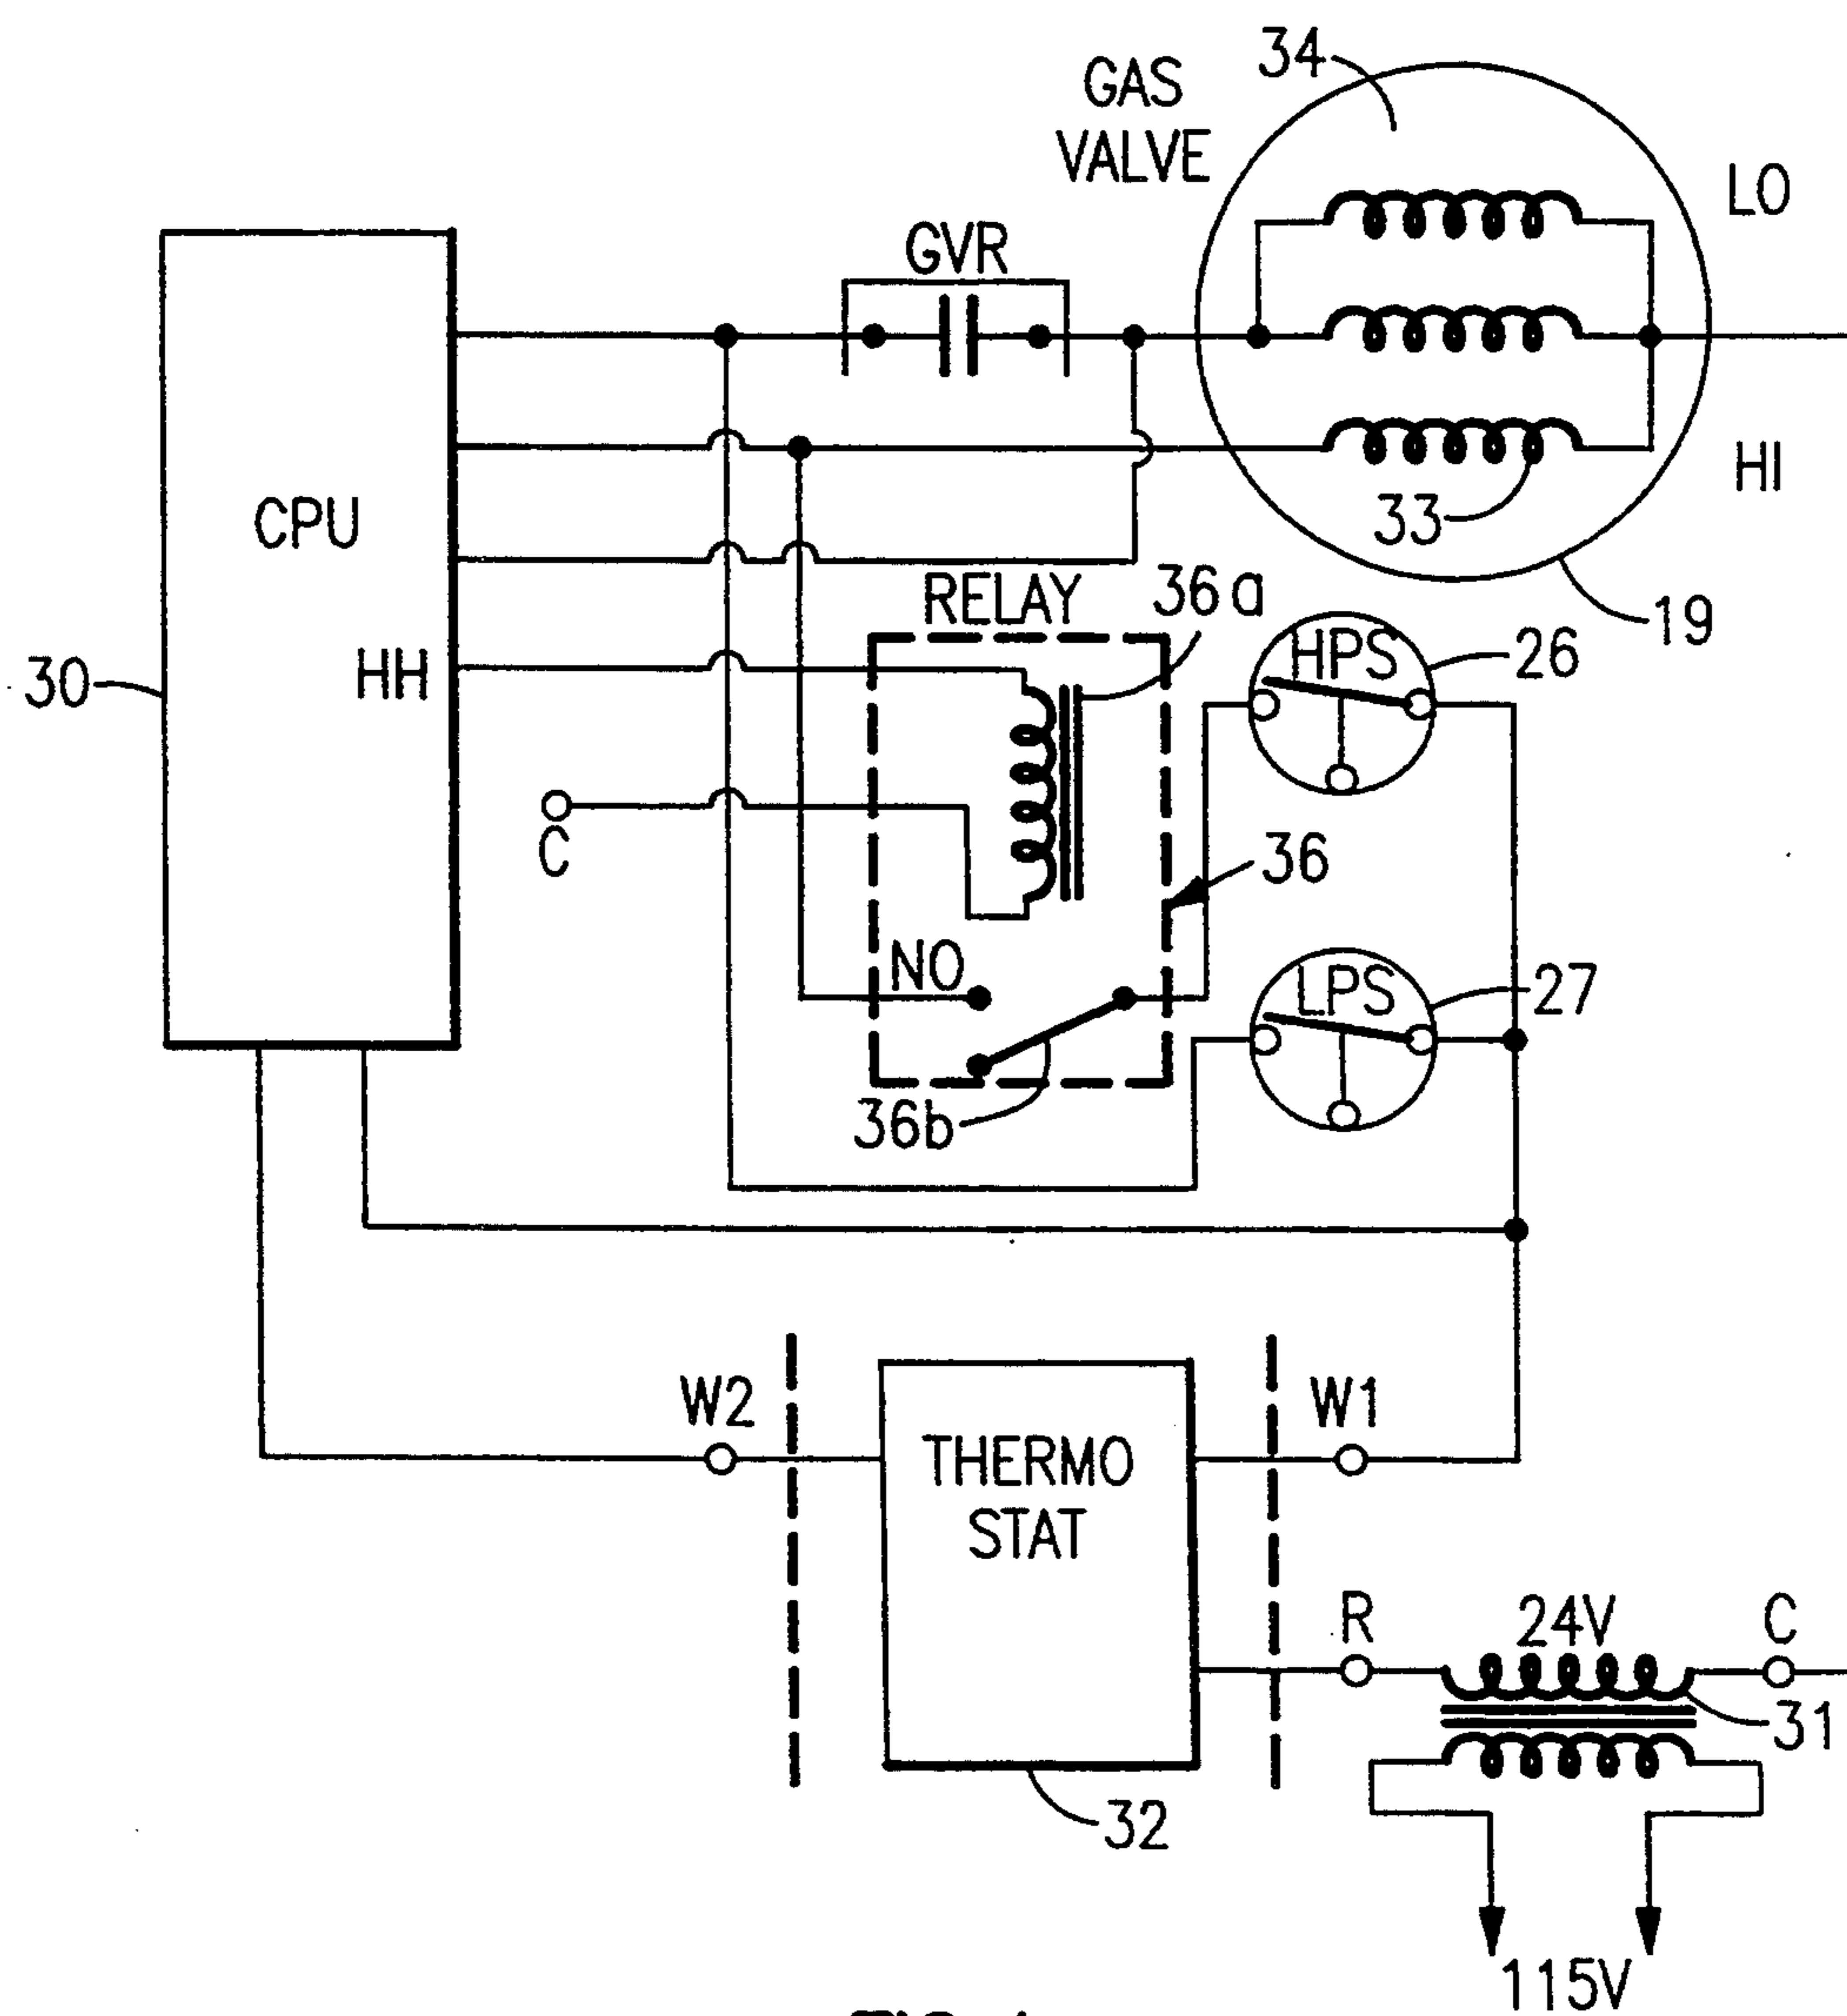 34
GAS
VALVE
LO
GVR
HI
33
CPU
19
RELAY
36a
HPS
26
30
HH
C
36
NO
LPS
27
36b
W2
W1
THERMO
STAT
R
24V
C
31
32
115V